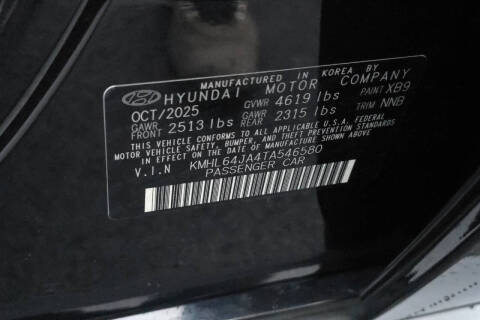 MANUFACTURED IN KOREA BY
HYUNDAI MOTOR COMPANY
OCT/2025 GVWR 4619 lbs PAINT XB9
GAWR 2513 lbs GAWR REAR 2315 lbs TRIM NNB
THIS VEHICLE CONFORMS TO ALL U.S.A. FEDERAL
MOTOR VEHICLE SAFETY, BUMPER, AND THEFT PREVENTION STANDARDS
IN EFFECT ON THE DATE OF MANUFACTURE SHOWN ABOVE
V.I.N KMHL64JA4TA546580
PASSENGER CAR